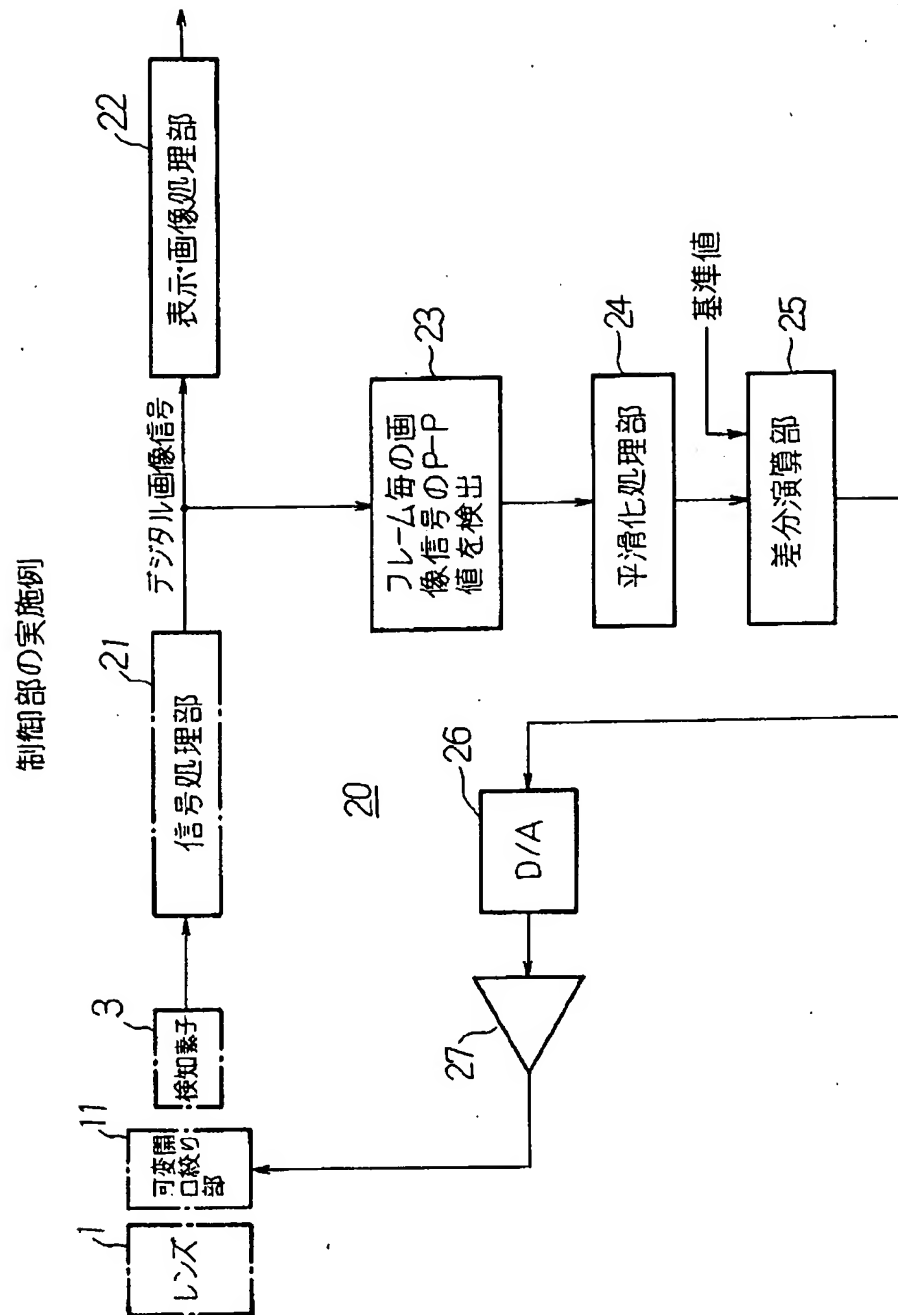 制御部の実施例
1
レンズ
11
可変開
口絞り
部
3
検知素子
21
信号処理部
デジタル画像信号
22
表示・画像処理部
23
フレーム毎の画
像信号のP-P
値を検出
24
平滑化処理部
基準値
25
差分演算部
20
26
D/A
27